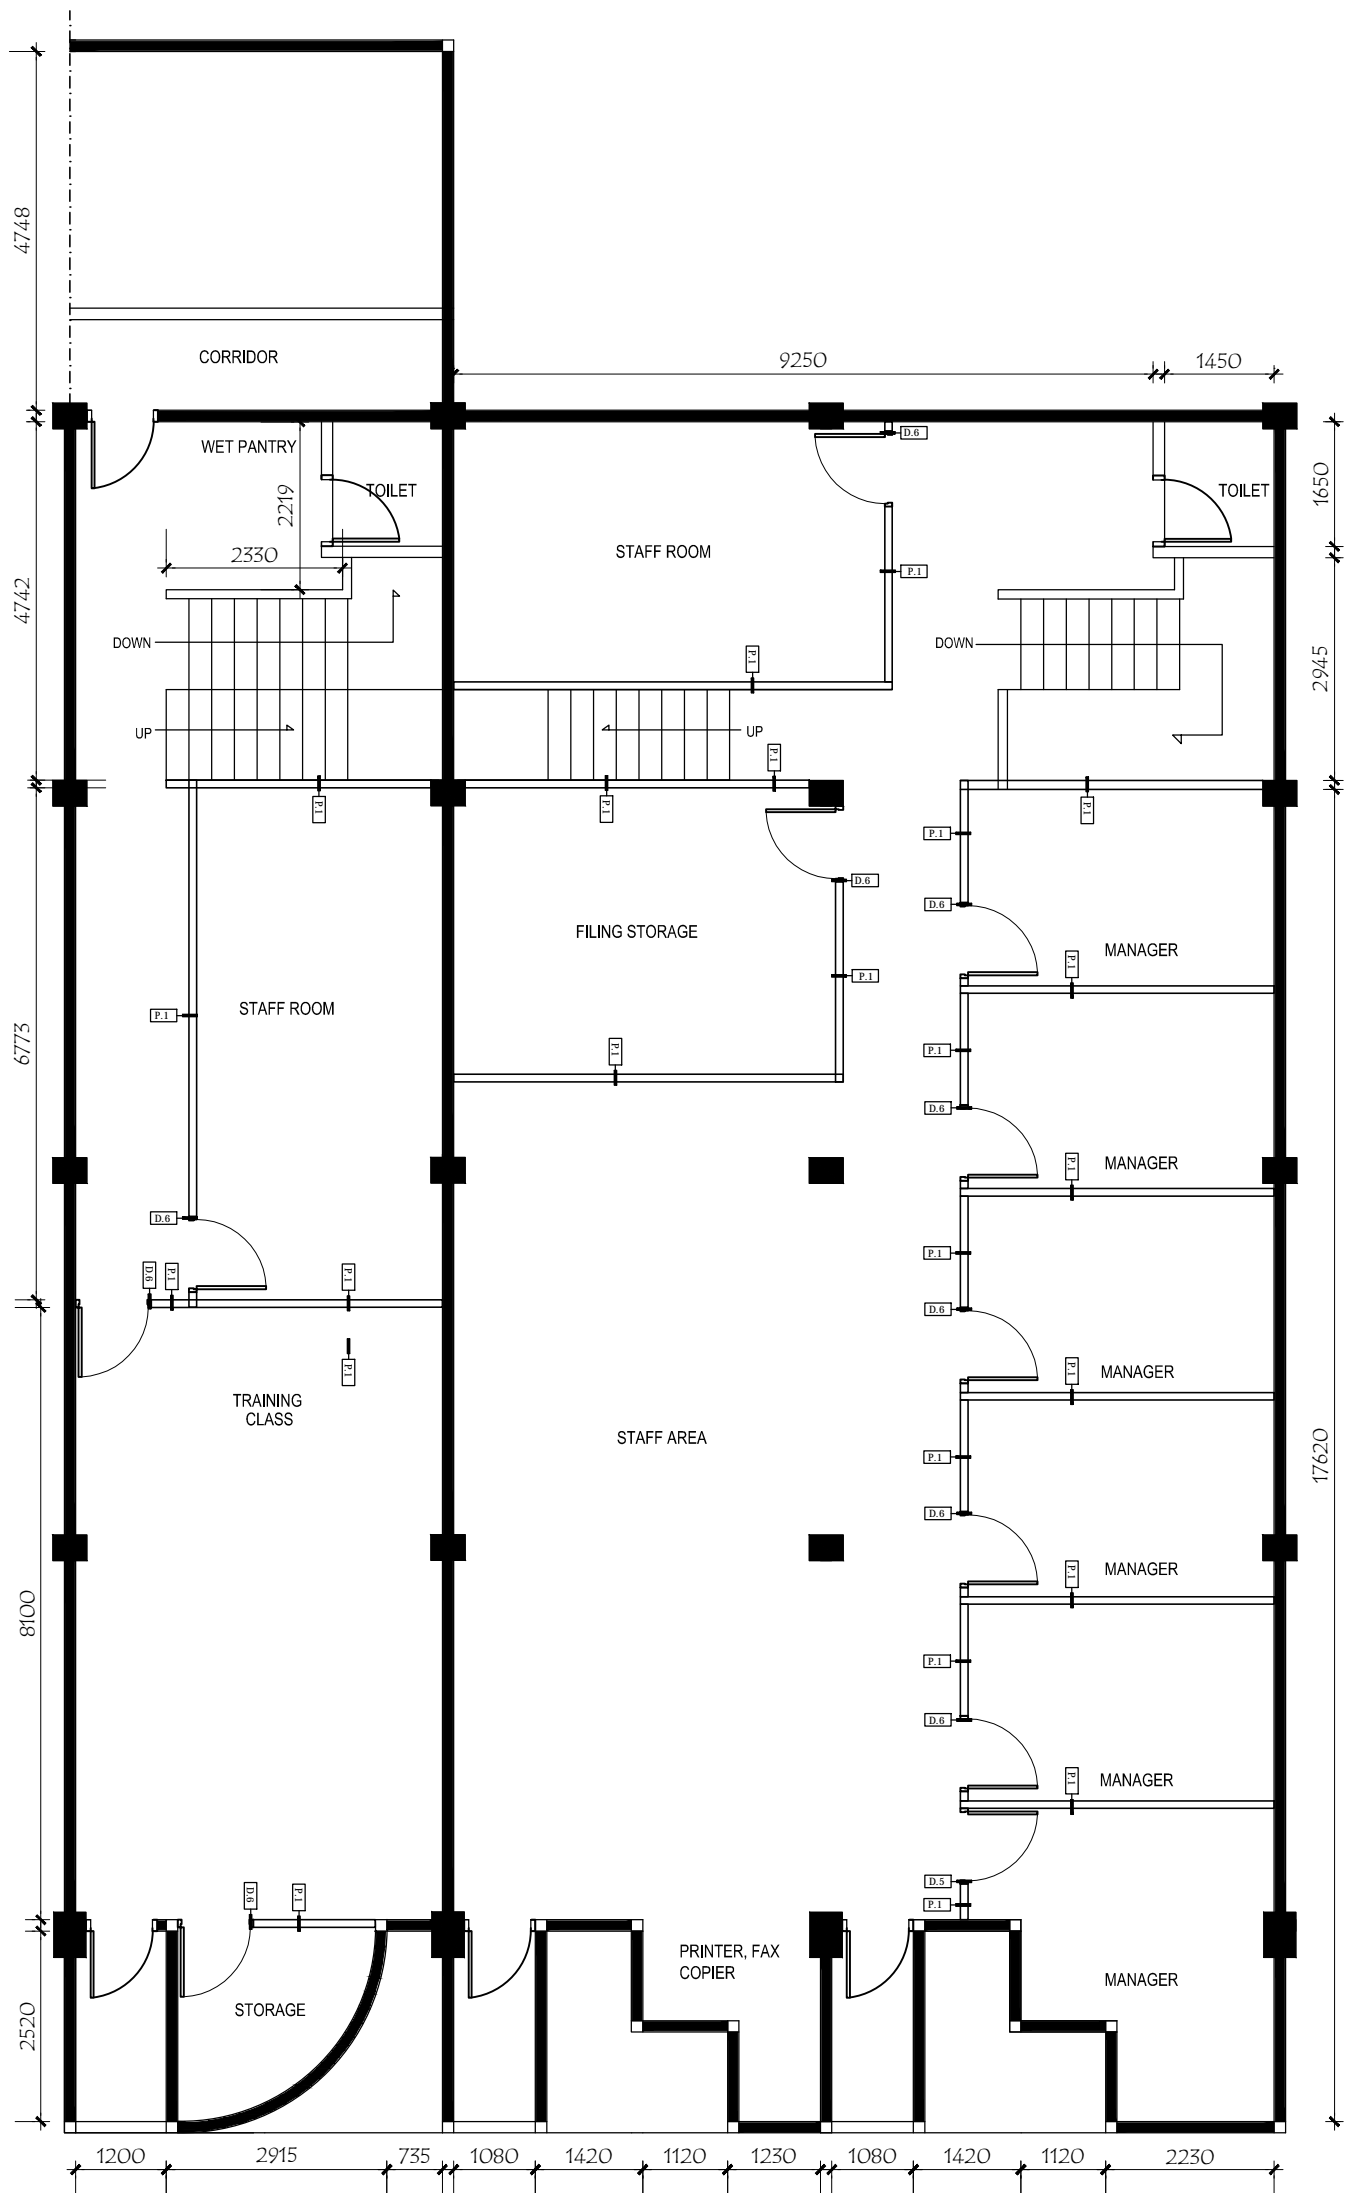 4748
CORRIDOR
9250
1450
WET PANTRY
D.6
2219
TOILET
TOILET
1650
STAFF ROOM
2330
P.1
4742
DOWN
DOWN
P.1
2945
UP
UP
P.1
P.1
P.1
P.1
P.1
D.6
D.6
FILING STORAGE
MANAGER
P.1
P.1
STAFF ROOM
P.1
6773
P.1
P.1
MANAGER
P.1
D.6
D.6
P.1
D.6
P.1
P.1
P.1
D.6
P.1
MANAGER
P.1
TRAINING
CLASS
STAFF AREA
P.1
17620
D.6
MANAGER
P.1
8100
P.1
D.6
MANAGER
P.1
D.5
D.6
P.1
P.1
PRINTER, FAX
COPIER
MANAGER
STORAGE
2520
1200
2915
735
1080
1420
1120
1230
1080
1420
1120
2230